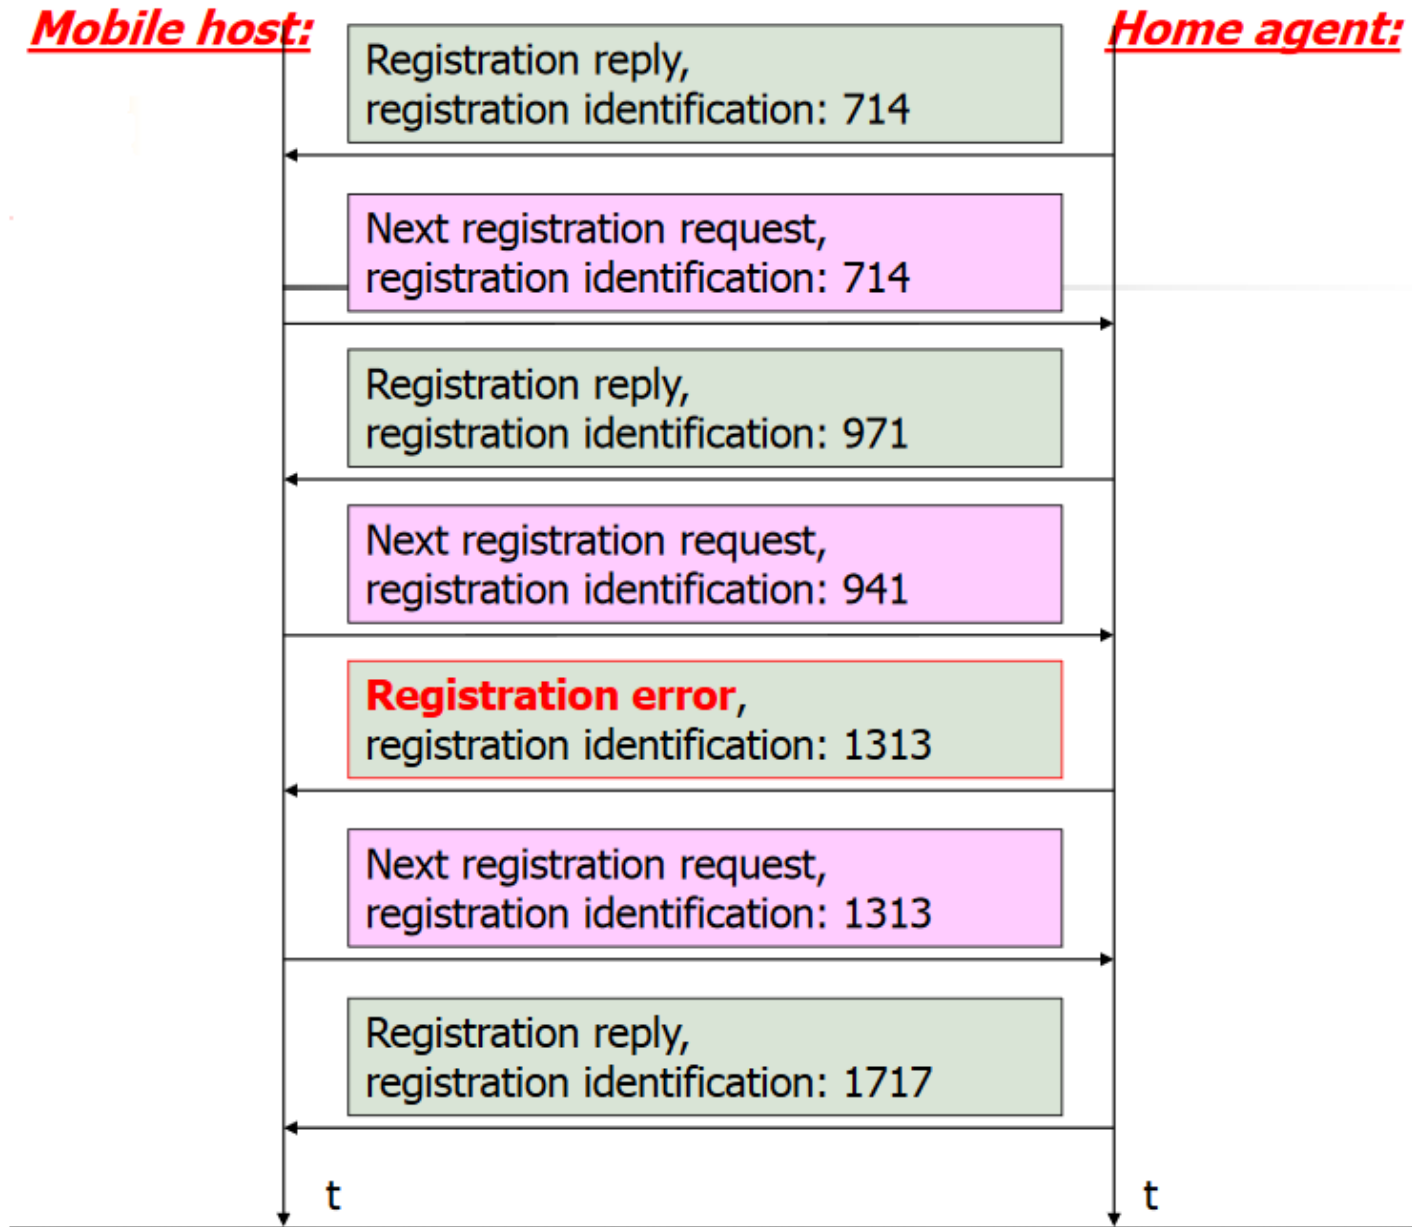 Mobile host:
Home agent:
Registration reply,
registration identification: 714
Next registration request,
registration identification: 714
Registration reply,
registration identification: 971
Next registration request,
registration identification: 941
Registration error,
registration identification: 1313
Next registration request,
registration identification: 1313
Registration reply,
registration identification: 1717
t
t